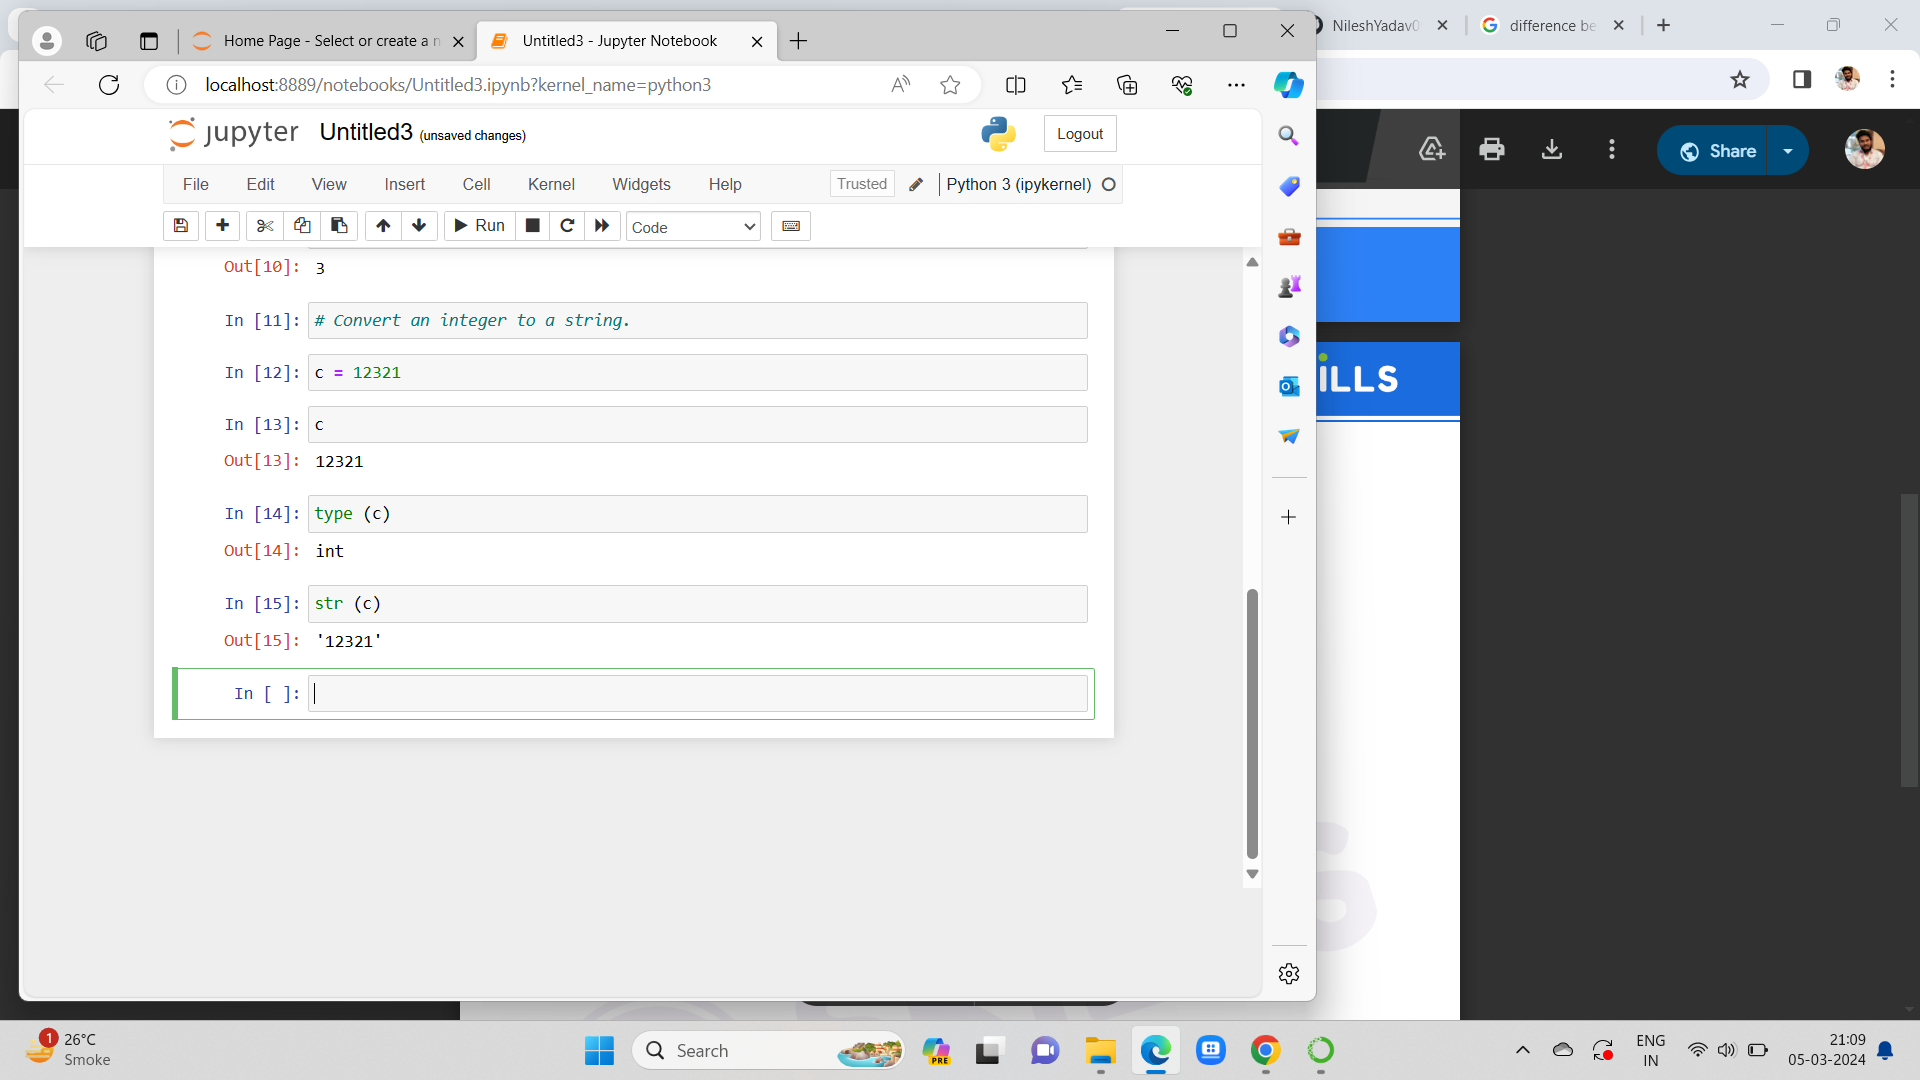 Home Page - Select or create a n
Untitled3 - Jupyter Notebook
NileshYadav0
difference be
localhost:8889/notebooks/Untitled3.ipynb?kernel_name=python3
jupyter Untitled3 (unsaved changes)
Logout
File Edit View Insert Cell Kernel Widgets Help
Trusted
Python 3 (ipykernel)
Run
Code
Share
Out[10]: 3
In [11]: # Convert an integer to a string.
In [12]: c = 12321
In [13]: c
Out[13]: 12321
In [14]: type (c)
Out[14]: int
In [15]: str (c)
Out[15]: '12321'
In [ ]:
iLLS
1
26°C
Smoke
Search
PRE
ENG
IN
21:09
05-03-2024